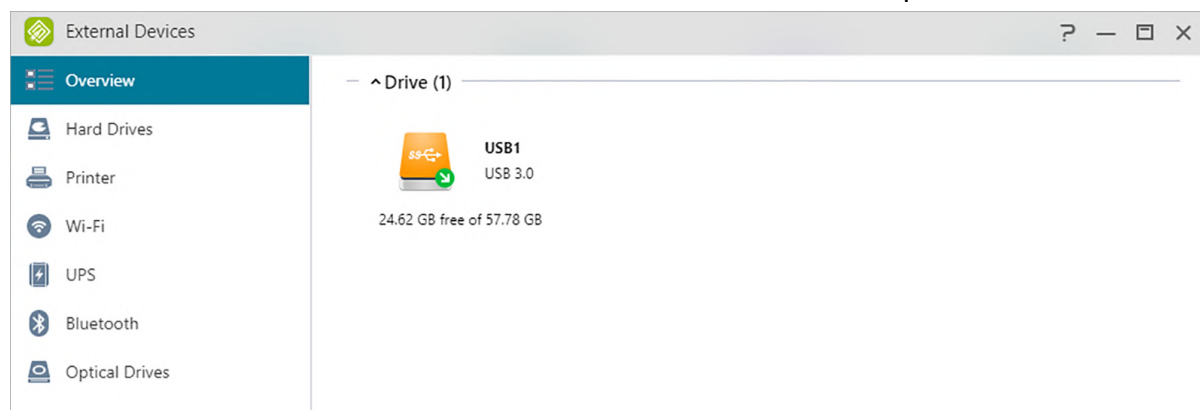 External Devices
Overview
Hard Drives
Printer
Wi-Fi
UPS
Bluetooth
Optical Drives
Drive (1)
USB1
USB 3.0
24.62 GB free of 57.78 GB